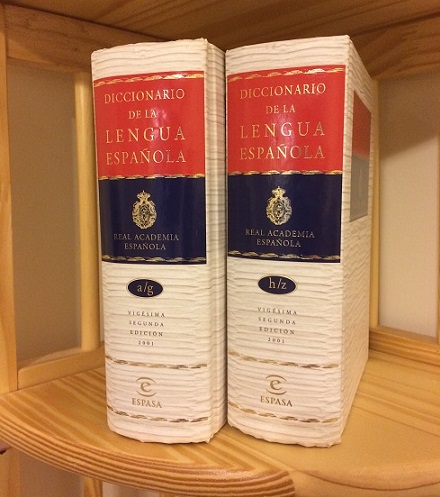 DICCIONARIO
DE LA
LENGUA
ESPAÑOLA
REAL ACADEMIA
ESPAÑOLA
a/g
VIGÉSIMA
SEGUNDA
EDICIÓN
2001
e
ESPASA
DICCIONARIO
DE LA
LENGUA
ESPAÑOLA
REAL ACADEMIA
ESPAÑOLA
h/z
VIGÉSIMA
SEGUNDA
EDICIÓN
2001
e
ESPASA